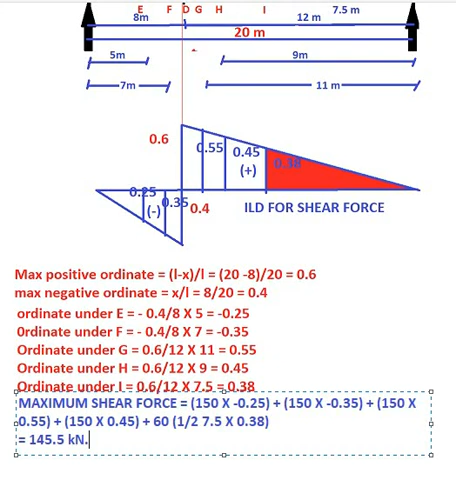 E F D G H I 7.5 m
8m 12 m
20 m
5m 9m
7m 11 m
0.6
0.55 0.45 0.38
(+)
0.25
(-) 0.35 0.4 ILD FOR SHEAR FORCE
Max positive ordinate = (l-x)/l = (20 -8)/20 = 0.6
max negative ordinate = x/l = 8/20 = 0.4
ordinate under E = - 0.4/8 X 5 = -0.25
0rdinate under F = - 0.4/8 X 7 = -0.35
Ordinate under G = 0.6/12 X 11 = 0.55
Ordinate under H = 0.6/12 X 9 = 0.45
Ordinate under I = 0.6/12 X 7.5 = 0.38
MAXIMUM SHEAR FORCE = (150 X -0.25) + (150 X -0.35) + (150 X
0.55) + (150 X 0.45) + 60 (1/2 7.5 X 0.38)
= 145.5 kN.